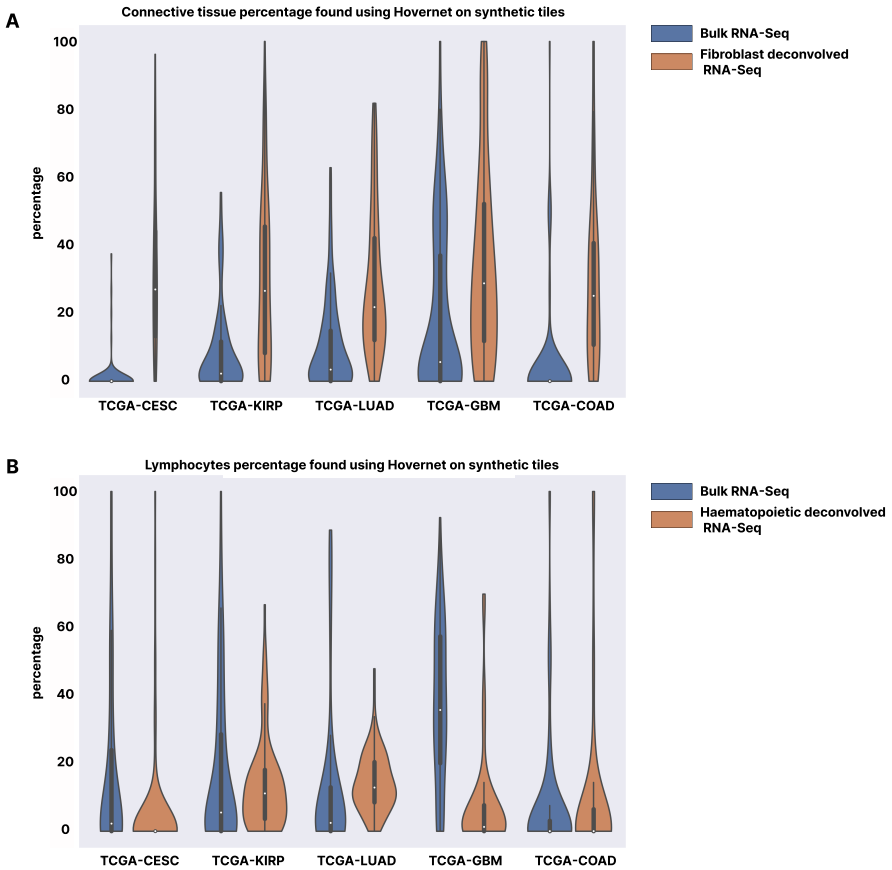 A
Connective tissue percentage found using Hovernet on synthetic tiles
Bulk RNA-Seq
Fibroblast deconvolved
RNA-Seq
percentage
100
80
60
40
20
0
TCGA-CESC TCGA-KIRP TCGA-LUAD TCGA-GBM TCGA-COAD
B
Lymphocytes percentage found using Hovernet on synthetic tiles
Bulk RNA-Seq
Haematopoietic deconvolved
RNA-Seq
percentage
100
80
60
40
20
0
TCGA-CESC TCGA-KIRP TCGA-LUAD TCGA-GBM TCGA-COAD